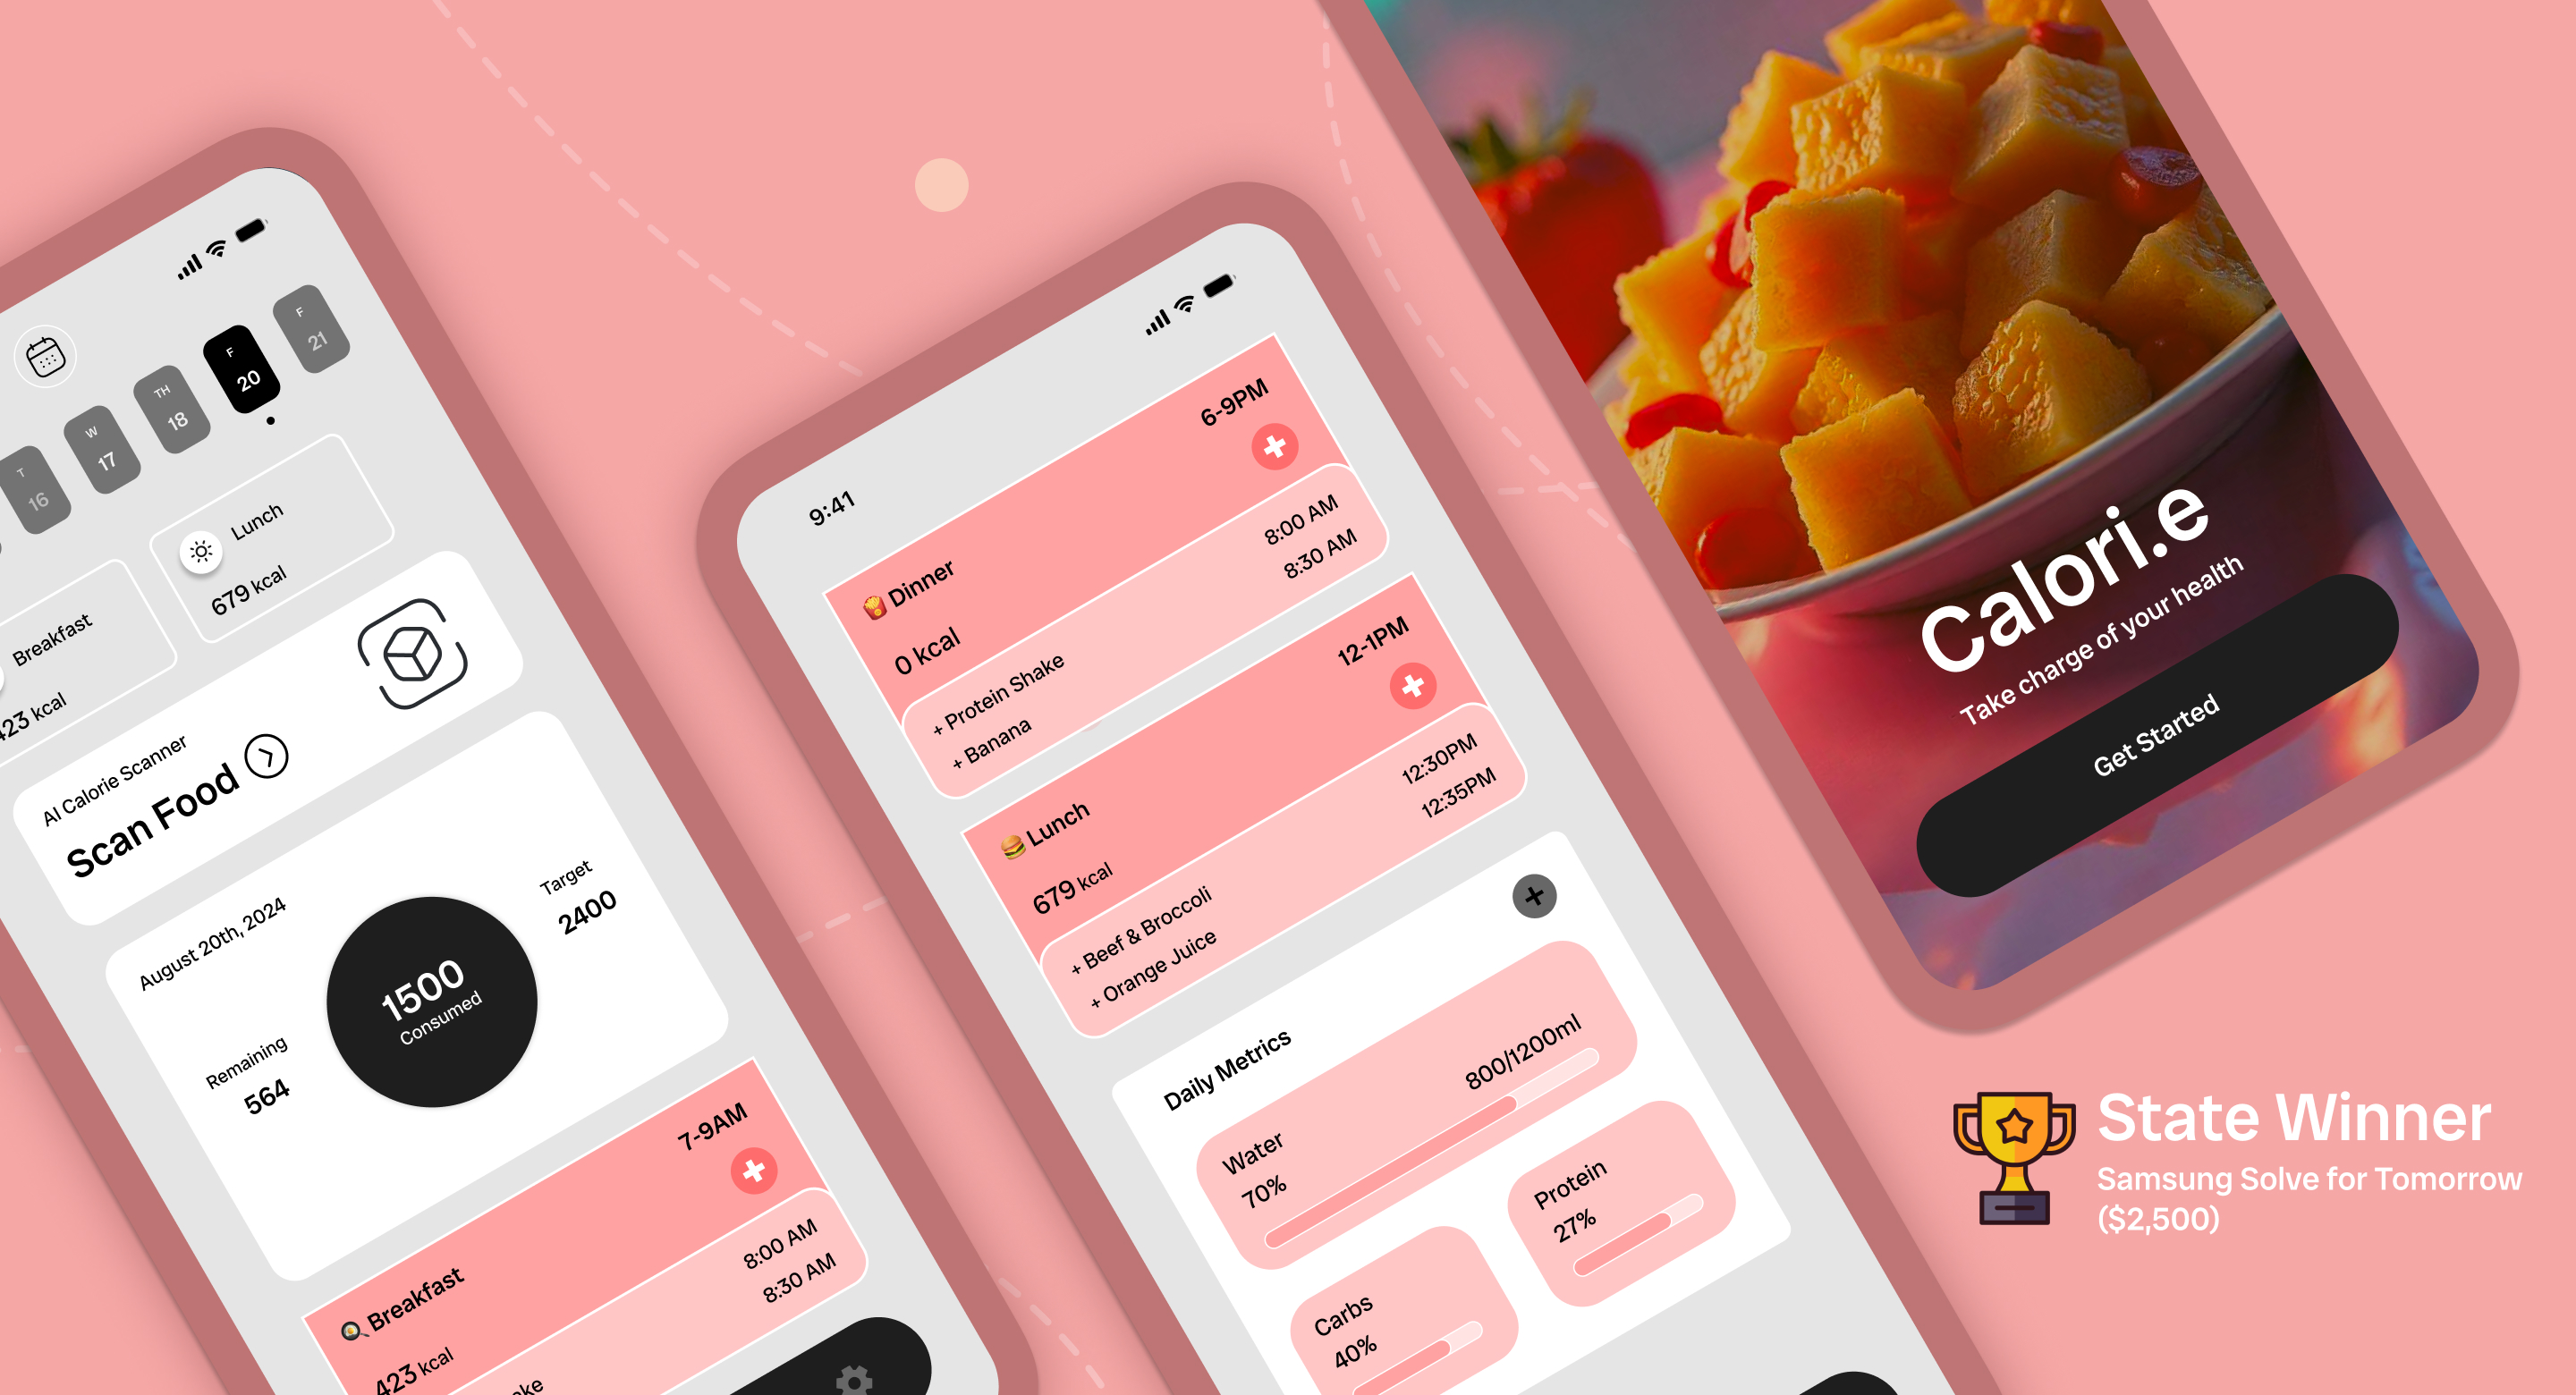 T
16
W
17
TH
18
F
20
F
21
Breakfast
423 kcal
Lunch
679 kcal
AI Calorie Scanner
Scan Food
August 20th, 2024
Target
2400
1500
Consumed
Remaining
564
7-9AM
Breakfast
423 kcal
8:00 AM
8:30 AM
9:41
6-9PM
Dinner
0 kcal
+ Protein Shake
8:00 AM
+ Banana
8:30 AM
12-1PM
Lunch
679 kcal
+ Beef & Broccoli
12:30PM
+ Orange Juice
12:35PM
Daily Metrics
Water
800/1200ml
70%
Protein
27%
Carbs
40%
Calori.e
Take charge of your health
Get Started
State Winner
Samsung Solve for Tomorrow
($2,500)